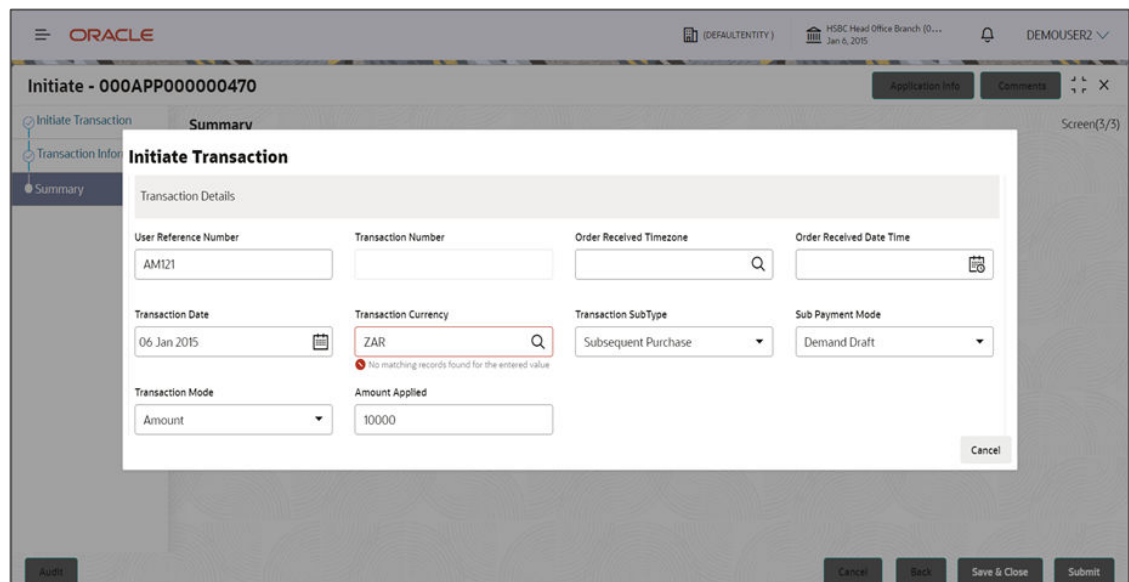 ORACLE
(DEFAULTENTITY )
HSBC Head Office Branch (0...
Jan 6, 2015
DEMOUSER2
Initiate - 000APP000000470
Application Info
Comments
Initiate Transaction
Summary
Screen(3/3)
Transaction Infor
Summary
Initiate Transaction
Transaction Details
User Reference Number
Transaction Number
Order Received Timezone
Order Received Date Time
AM121
Transaction Date
Transaction Currency
Transaction SubType
Sub Payment Mode
06 Jan 2015
ZAR
Subsequent Purchase
Demand Draft
No matching records found for the entered value
Transaction Mode
Amount Applied
Amount
10000
Cancel
Audit
Cancel
Back
Save & Close
Submit